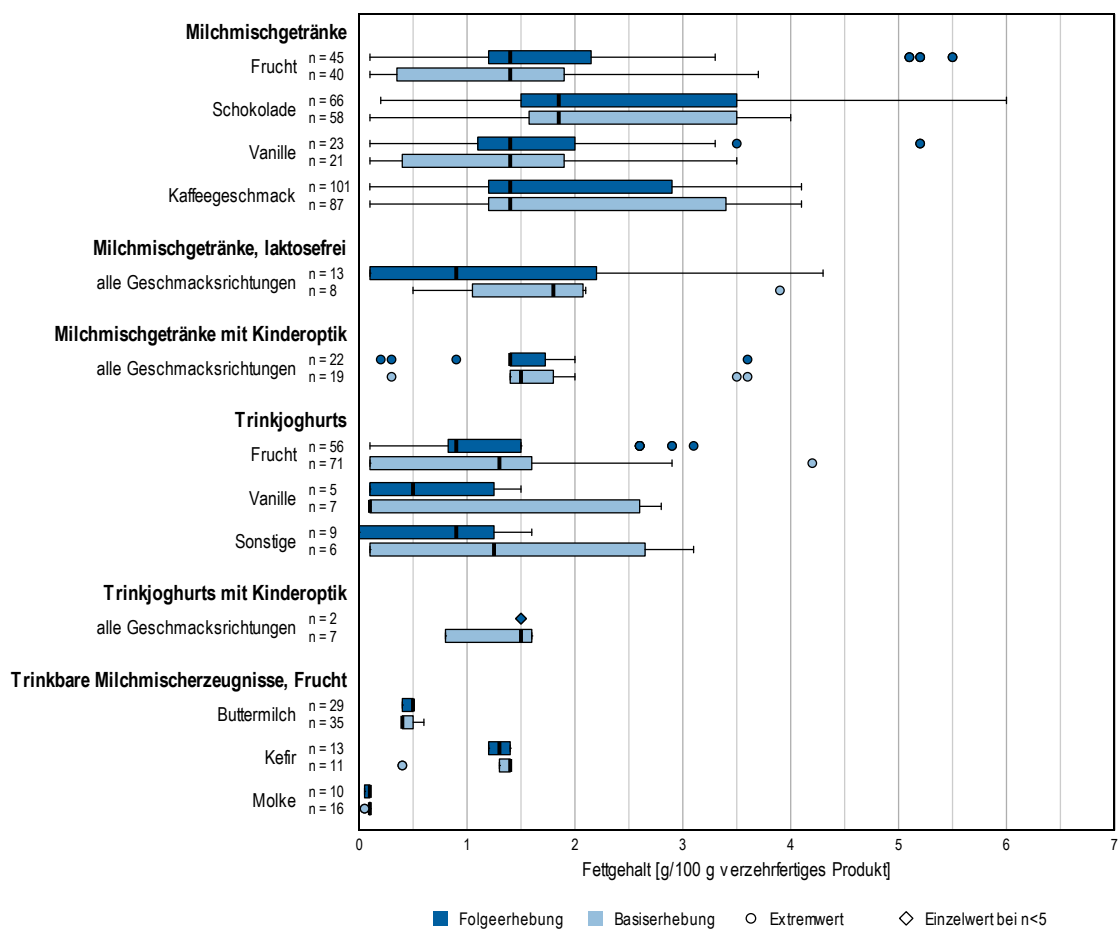 Milchmischgetränke
Frucht
n = 45
n = 40
Schokolade
n = 66
n = 58
Vanille
n = 23
n = 21
Kaffeegeschmack
n = 101
n = 87
Milchmischgetränke, laktosefrei
alle Geschmacksrichtungen
n = 13
n = 8
Milchmischgetränke mit Kinderoptik
alle Geschmacksrichtungen
n = 22
n = 19
Trinkjoghurts
Frucht
n = 56
n = 71
Vanille
n = 5
n = 7
Sonstige
n = 9
n = 6
Trinkjoghurts mit Kinderoptik
alle Geschmacksrichtungen
n = 2
n = 7
Trinkbare Milchmischerzeugnisse, Frucht
Buttermilch
n = 29
n = 35
Kefir
n = 13
n = 11
Molke
n = 10
n = 16
0 1 2 3 4 5 6 7
Fettgehalt [g/100 g verzehrfertiges Produkt]
Folgeerhebung Basiserhebung Extremwert Einzelwert bei n<5